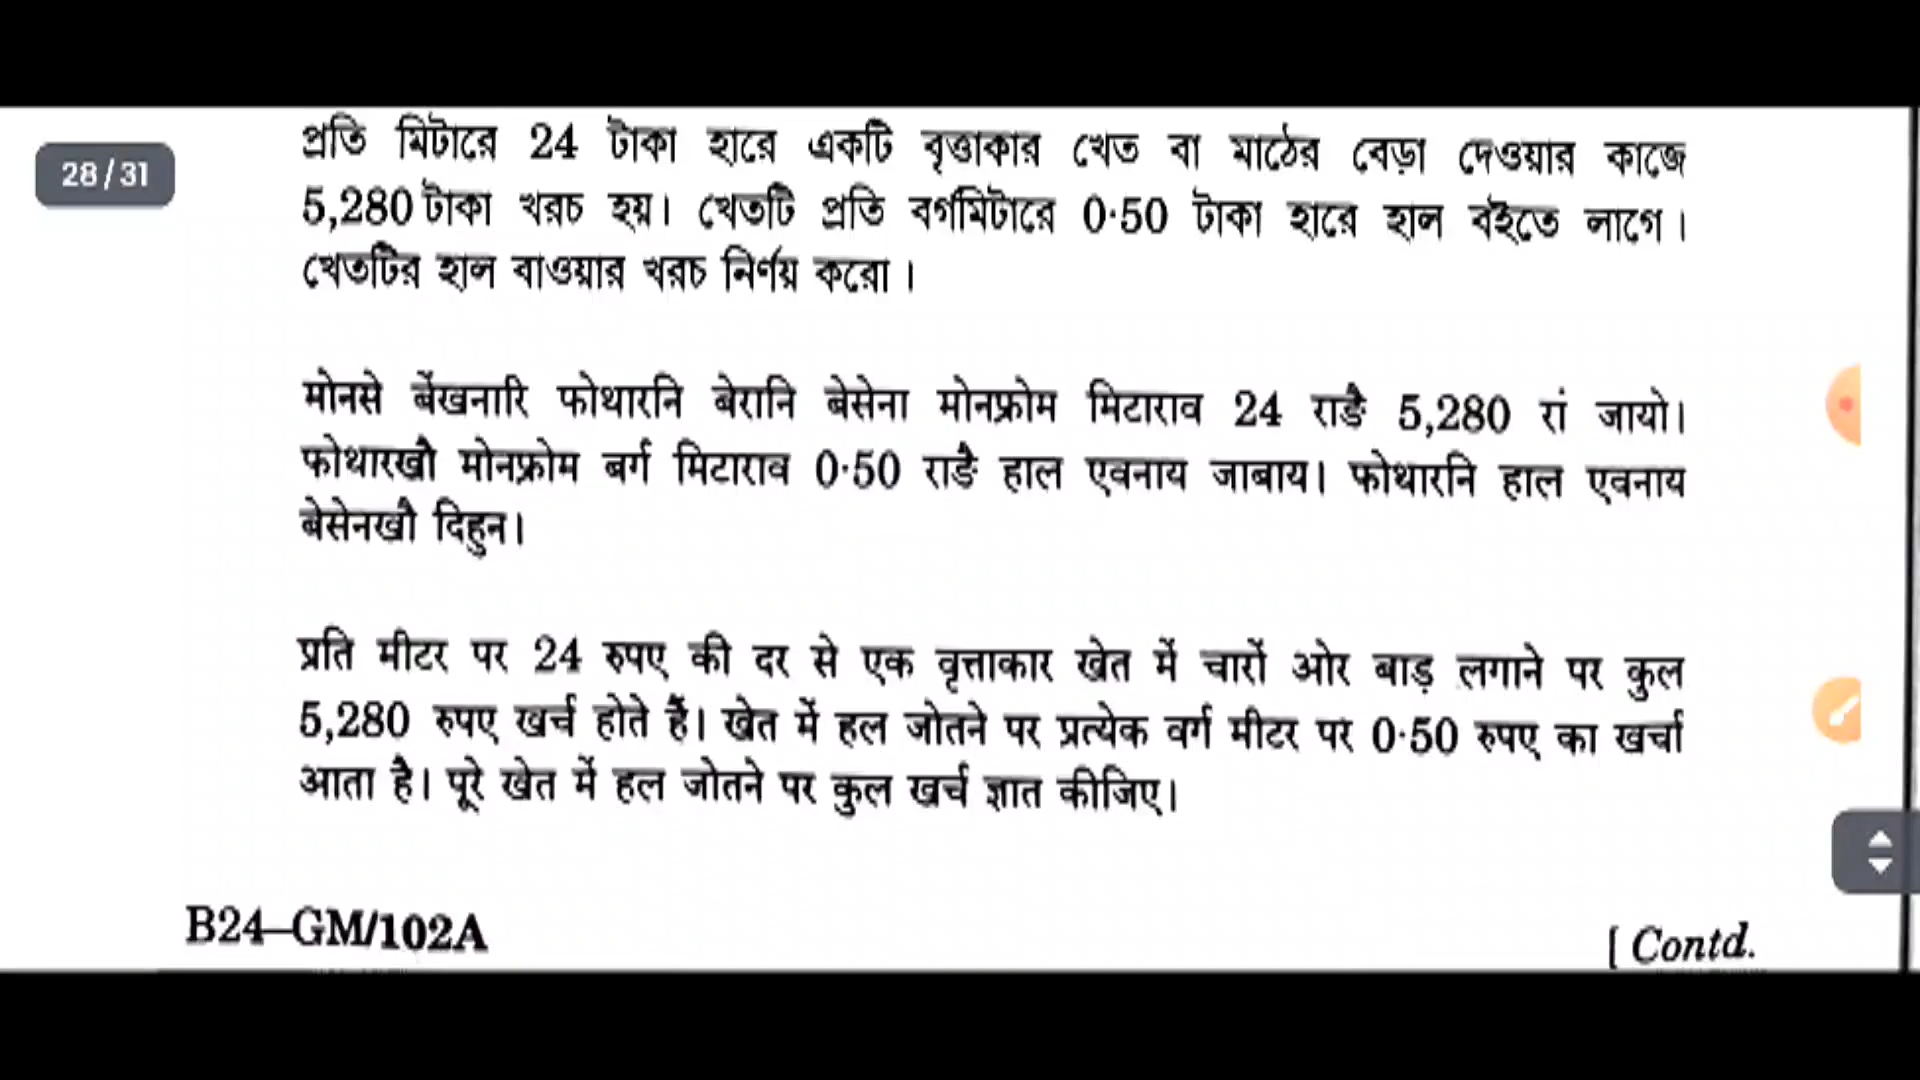 28/31
প্রতি মিটারে 24 টাকা হারে একটি বৃত্তাকার খেত বা মাঠের বেড়া দেওয়ার কাজে
5,280 টাকা খরচ হয়। খেতটি প্রতি বর্গমিটারে 0·50 টাকা হারে হাল বইতে লাগে।
খেতটির হাল বাওয়ার খরচ নির্ণয় করো।
मोनसे बेंखनारि फोथारनि बेरानि बेसेना मोनफ्रोम मिटाराव 24 राङै 5,280 रां जायो।
फोथारखौ मोनफ्रोम बर्ग मिटाराव 0·50 राङै हाल एवनाय जाबाय। फोथारनि हाल एवनाय
बेसेनखौ दिहुन।
प्रति मीटर पर 24 रुपए की दर से एक वृत्ताकार खेत में चारों ओर बाड़ लगाने पर कुल
5,280 रुपए खर्च होते हैं। खेत में हल जोतने पर प्रत्येक वर्ग मीटर पर 0·50 रुपए का खर्चा
आता है। पूरे खेत में हल जोतने पर कुल खर्च ज्ञात कीजिए।
B24–GM/102A
[ Contd.